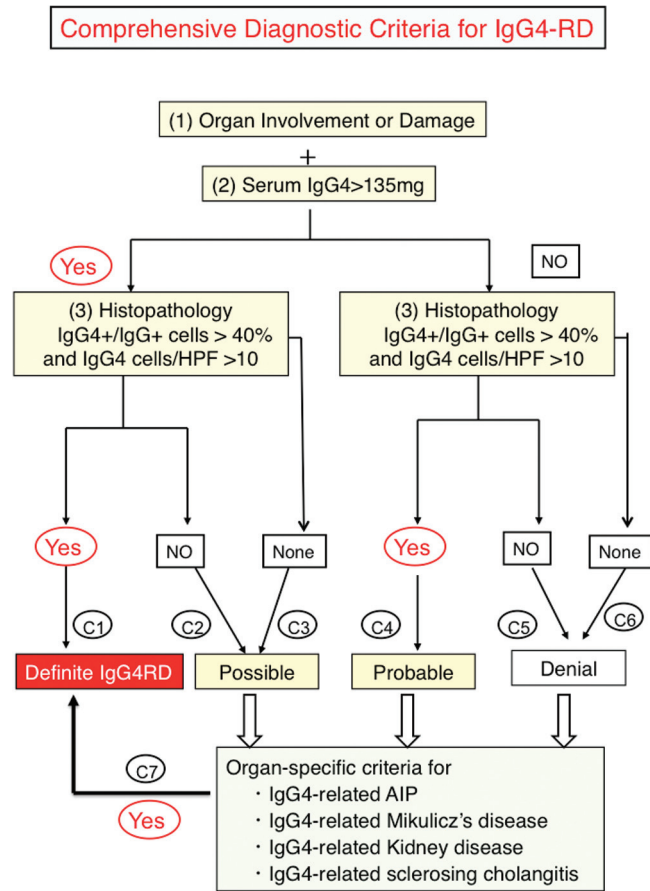 Comprehensive Diagnostic Criteria for IgG4-RD
(1) Organ Involvement or Damage
+
(2) Serum IgG4>135mg
Yes
NO
(3) Histopathology
IgG4+/IgG+ cells > 40%
and IgG4 cells/HPF >10
(3) Histopathology
IgG4+/IgG+ cells > 40%
and IgG4 cells/HPF >10
Yes
NO
None
Yes
NO
None
C1
C2
C3
C4
C5
C6
Definite IgG4RD
Possible
Probable
Denial
C7
Yes
Organ-specific criteria for
・IgG4-related AIP
・IgG4-related Mikulicz's disease
・IgG4-related Kidney disease
・IgG4-related sclerosing cholangitis